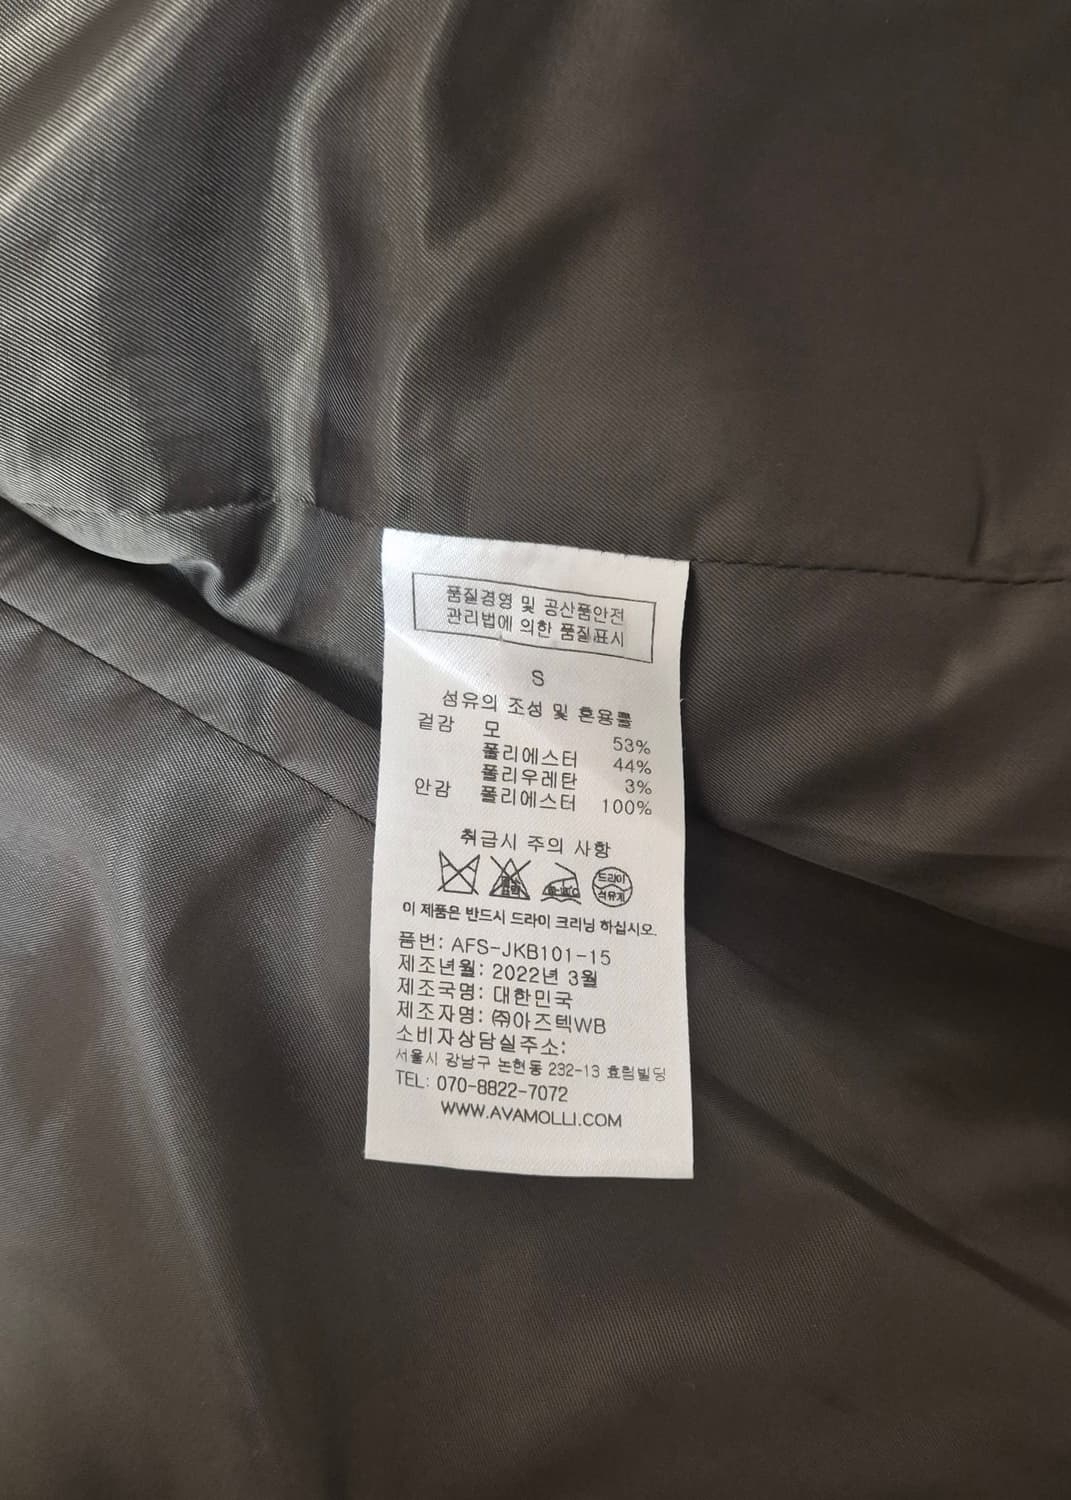 품질경영 및 공산품안전
관리법에 의한 품질표시
S
섬유의 조성 및 혼용률
겉감 모 53%
폴리에스터 44%
폴리우레탄 3%
안감 폴리에스터 100%
취급시 주의 사항
드라이
석유계
이 제품은 반드시 드라이 크리닝 하십시오.
품번: AFS-JKB101-15
제조년월: 2022년 3월
제조국명: 대한민국
제조자명: ㈜아즈텍WB
소비자상담실주소:
서울시 강남구 논현동 232-13 효림빌딩
TEL: 070-8822-7072
WWW.AVAMOLLI.COM